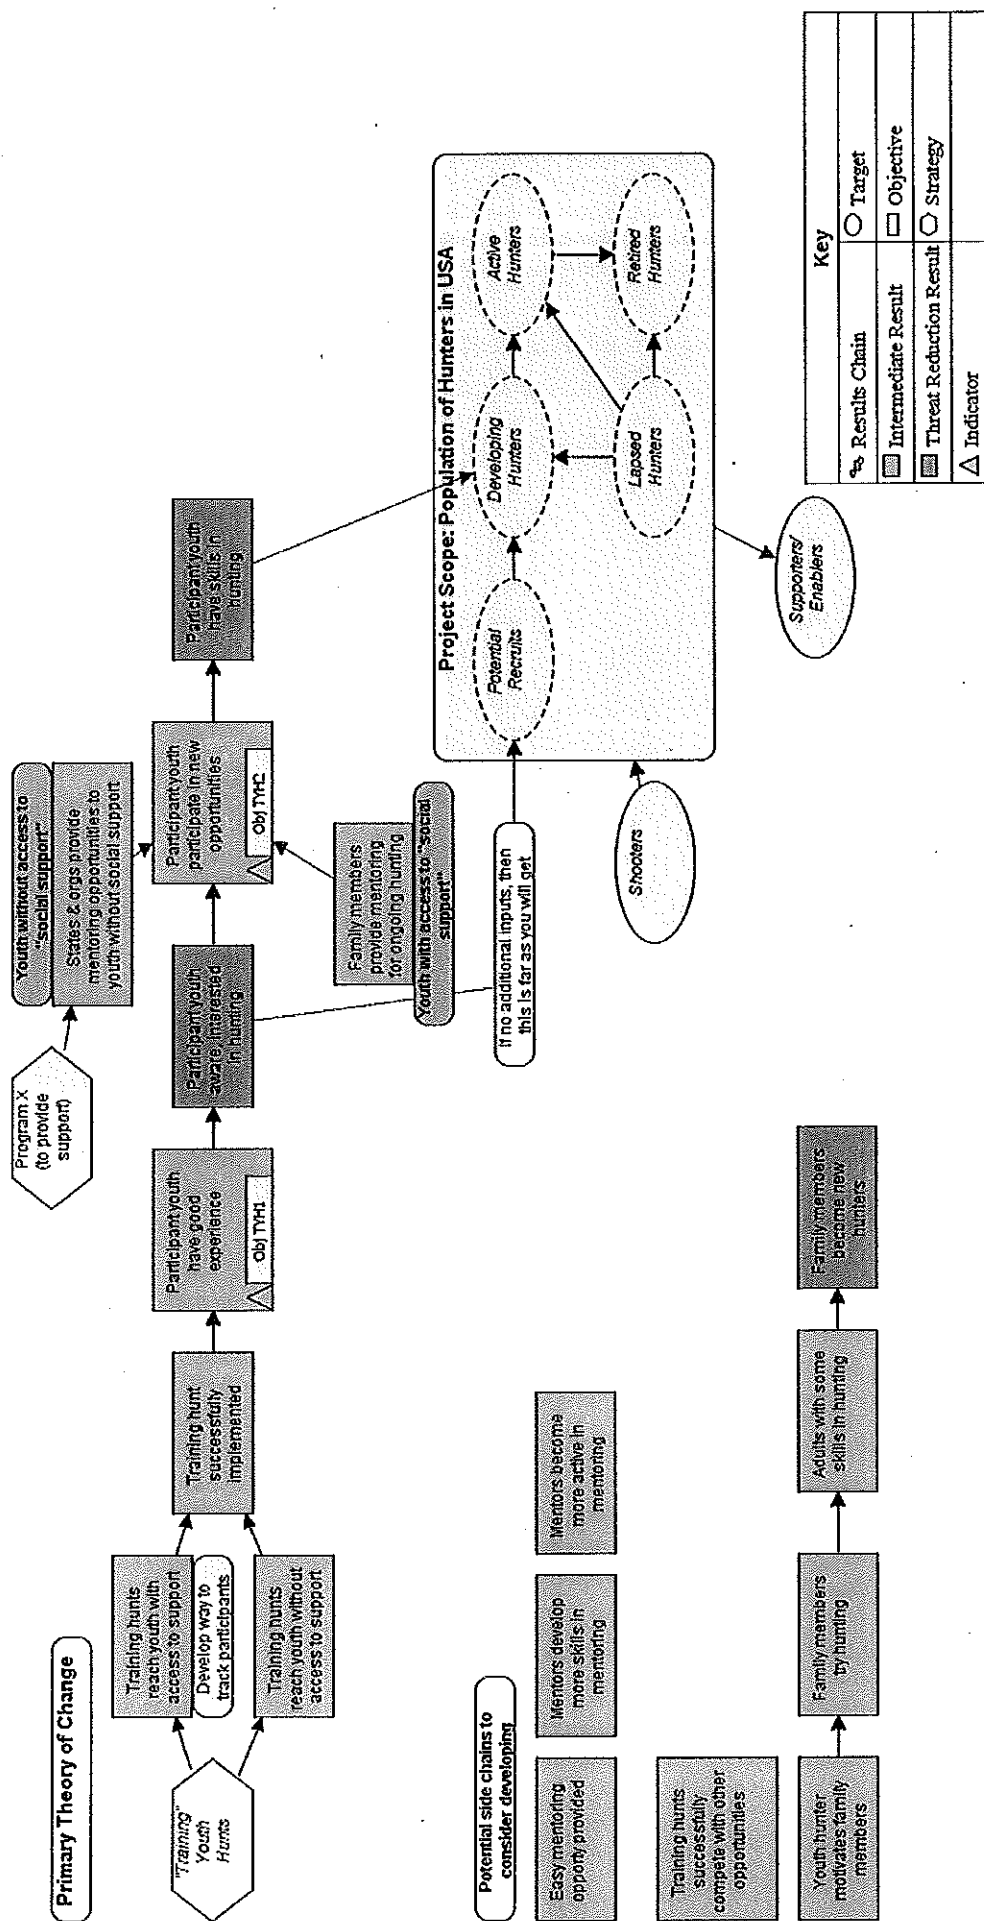 Primary Theory of Change
"Training"
Youth
Hunts
Training hunts
reach youth with
access to support
Develop way to
track participants
Training hunts
reach youth without
access to support
Training hunt
successfully
implemented
Participant youth
have good
experience
Obj TYH1
Participant youth
aware, interested
in hunting
Program X
(to provide
support)
Youth without access to
"social support"
States & orgs provide
mentoring opportunities to
youth without social support
Participant youth
participate in new
opportunities
Obj TYH2
Family members
provide mentoring
for ongoing hunting
Youth with access to "social
support"
Participant youth
have skills in
hunting
If no additional inputs, then
this is far as you will get
Project Scope: Population of Hunters in USA
Potential
Recruits
Developing
Hunters
Active
Hunters
Lapsed
Hunters
Retired
Hunters
Shooters
Supporters/
Enablers
Potential side chains to
consider developing
Easy mentoring
opporty provided
Mentors develop
more skills in
mentoring
Mentors become
more active in
mentoring
Training hunts
successfully
compete with other
opportunities
Youth hunter
motivates family
members
Family members
try hunting
Adults with some
skills in hunting
Family members
become new
hunters
Key
Results Chain
Target
Intermediate Result
Objective
Threat Reduction Result
Strategy
Indicator